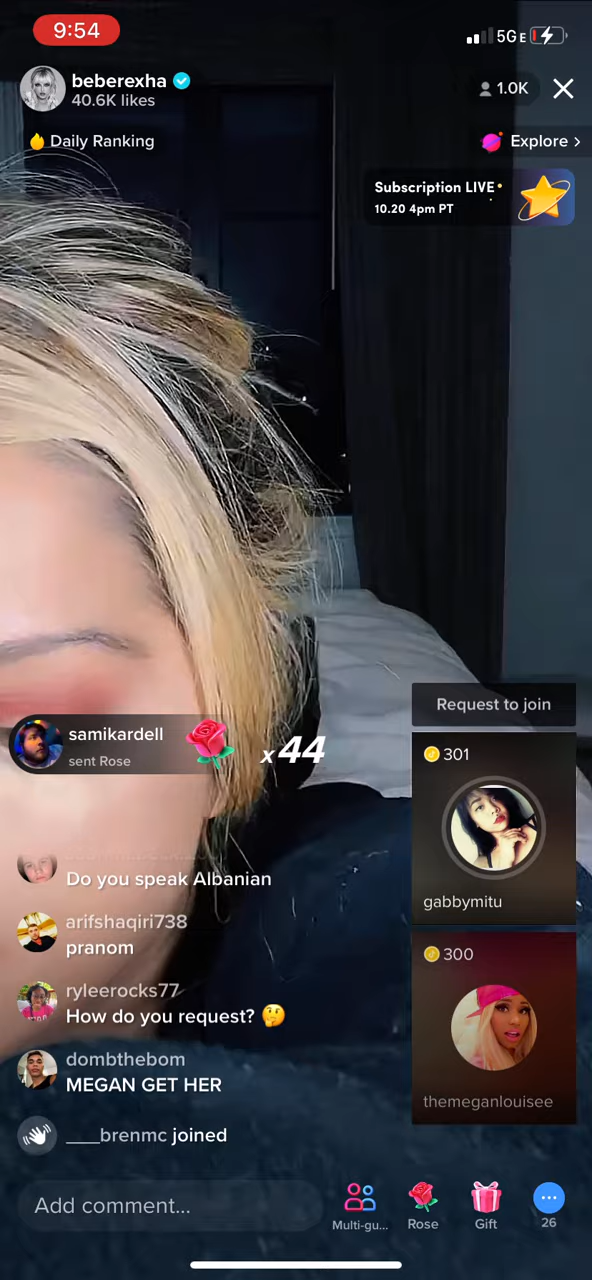 9:54
5G E
beberexha
40.6K likes
1.0K
Daily Ranking
Explore >
Subscription LIVE
10.20 4pm PT
Request to join
samikardell
sent Rose
x44
301
gabbymitu
Do you speak Albanian
arifshaqiri738
pranom
300
ryleerocks77
How do you request? 🤔
dombthebom
MEGAN GET HER
themeganlouisee
___brenmc joined
Add comment...
Multi-gu...
Rose
Gift
26